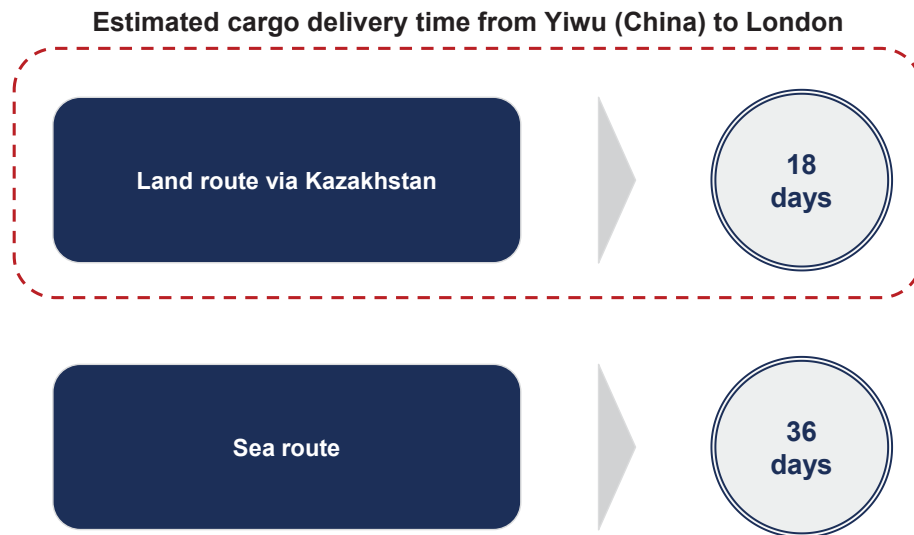 Estimated cargo delivery time from Yiwu (China) to London
Land route via Kazakhstan
18
days
Sea route
36
days